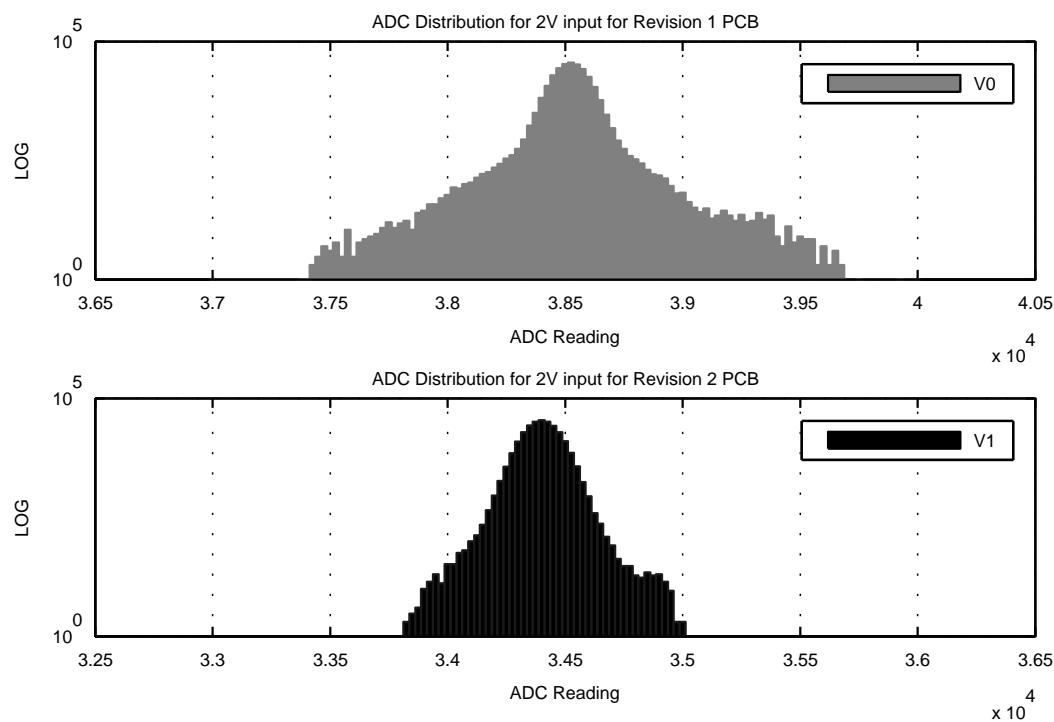 ADC Distribution for 2V input for Revision 1 PCB
10^5
V0
LOG
10^0
3.65 3.7 3.75 3.8 3.85 3.9 3.95 4 4.05
ADC Reading
x 10^4
ADC Distribution for 2V input for Revision 2 PCB
10^5
V1
LOG
10^0
3.25 3.3 3.35 3.4 3.45 3.5 3.55 3.6 3.65
ADC Reading
x 10^4